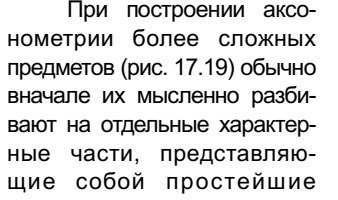 При построении аксо-
нометрии более сложных
предметов (рис. 17.19) обычно
вначале их мысленно разби-
вают на отдельные характер-
ные части, представляю-
щие собой простейшие